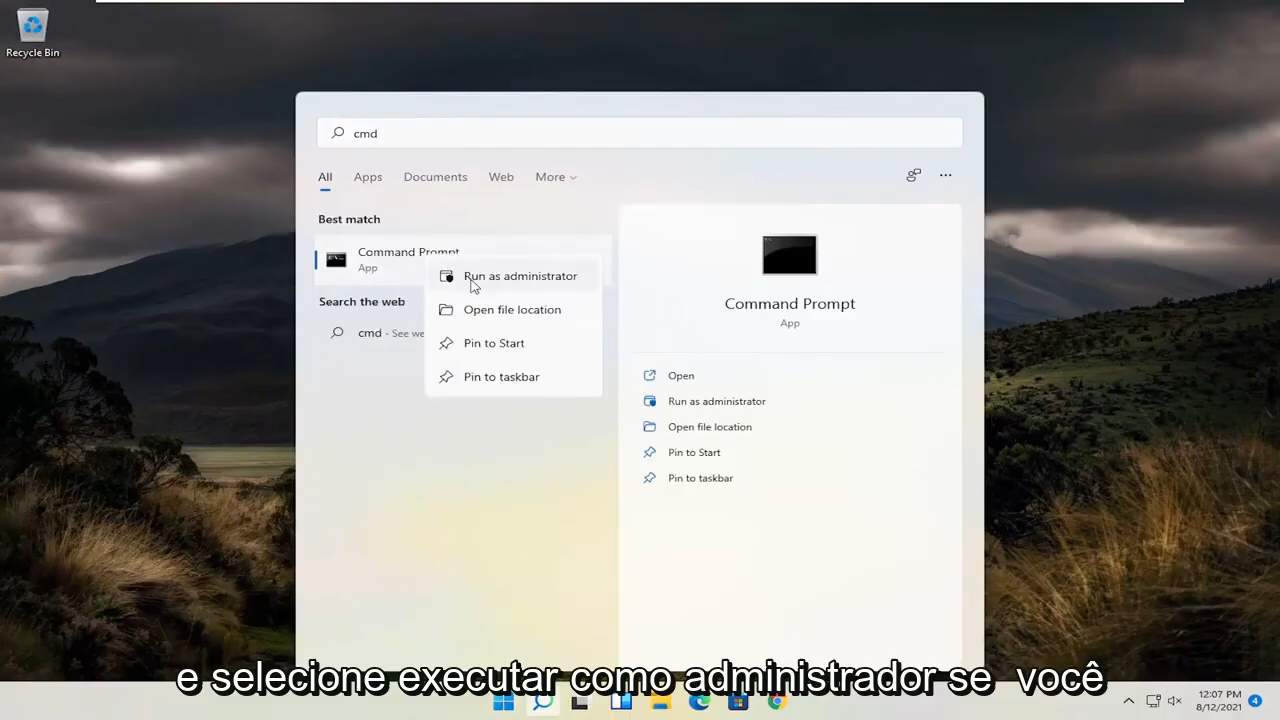 Recycle Bin
cmd
All Apps Documents Web More
Best match
Command Prompt
App
Search the web
cmd - See we
Run as administrator
Open file location
Pin to Start
Pin to taskbar
Command Prompt
App
Open
Run as administrator
Open file location
Pin to Start
Pin to taskbar
e selecione executar como administrador se você
12:07 PM
8/12/2021
4